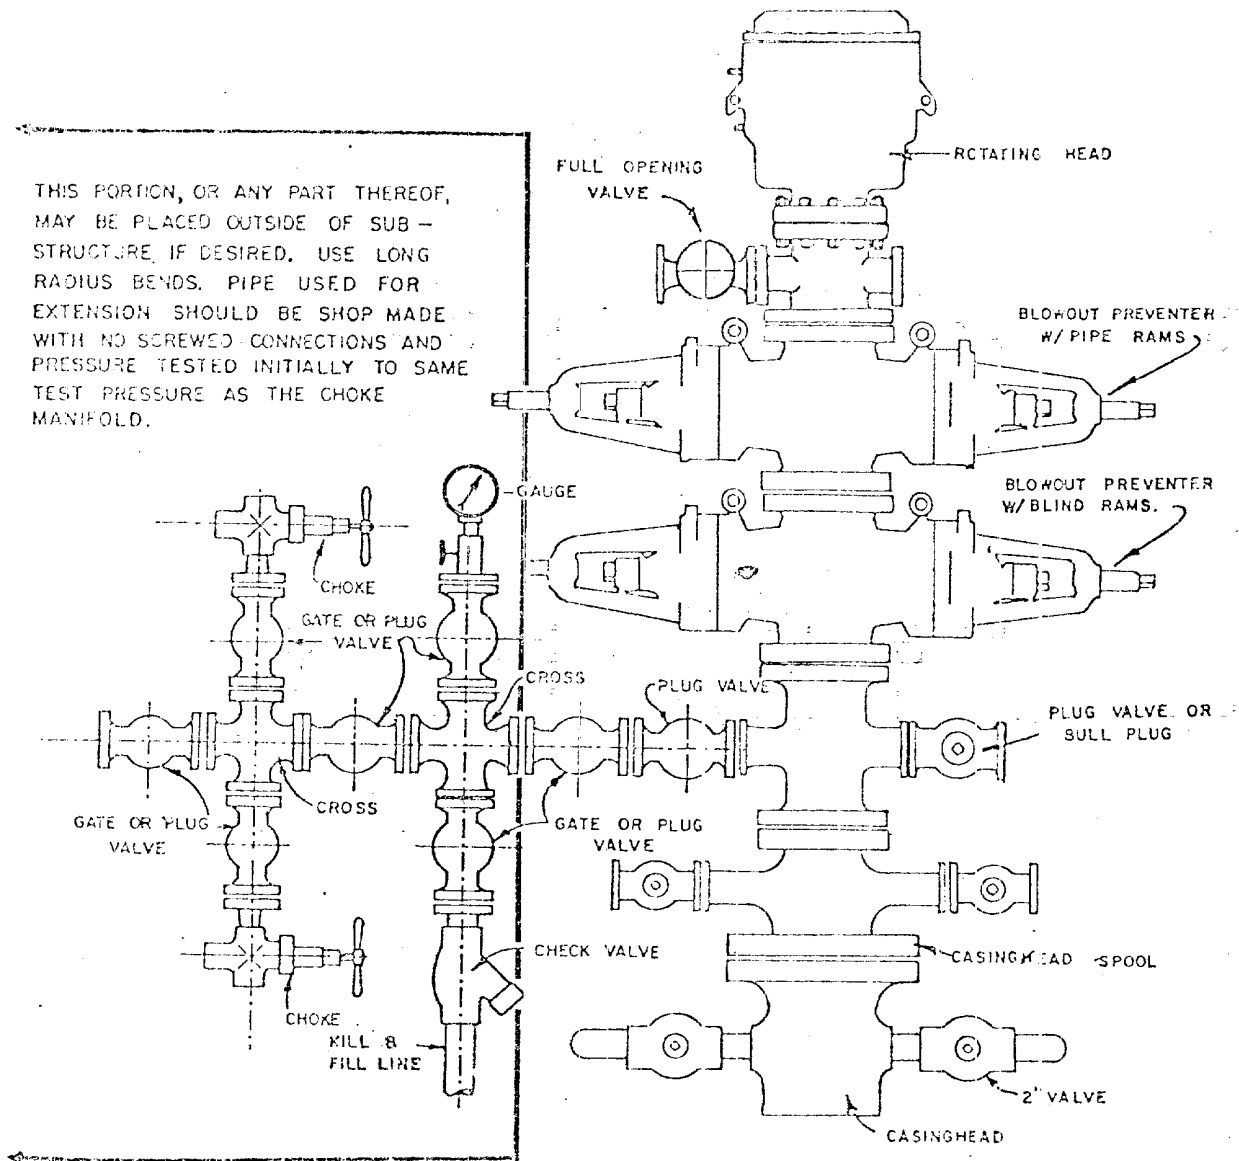 ROTATING HEAD
FULL OPENING
VALVE
THIS PORTION, OR ANY PART THEREOF,
MAY BE PLACED OUTSIDE OF SUB-
STRUCTURE, IF DESIRED. USE LONG
RADIUS BENDS. PIPE USED FOR
EXTENSION SHOULD BE SHOP MADE
WITH NO SCREWED CONNECTIONS AND
PRESSURE TESTED INITIALLY TO SAME
TEST PRESSURE AS THE CHOKE
MANIFOLD.
BLOWOUT PREVENTER
W/ PIPE RAMS
BLOWOUT PREVENTER
W/ BLIND RAMS.
GAUGE
CHOKE
GATE OR PLUG
VALVE
CROSS
PLUG VALVE
PLUG VALVE OR
BULL PLUG
CROSS
GATE OR PLUG
VALVE
GATE OR PLUG
VALVE
CHECK VALVE
CASINGHEAD SPOOL
CHOKE
KILL &
FILL LINE
2" VALVE
CASINGHEAD